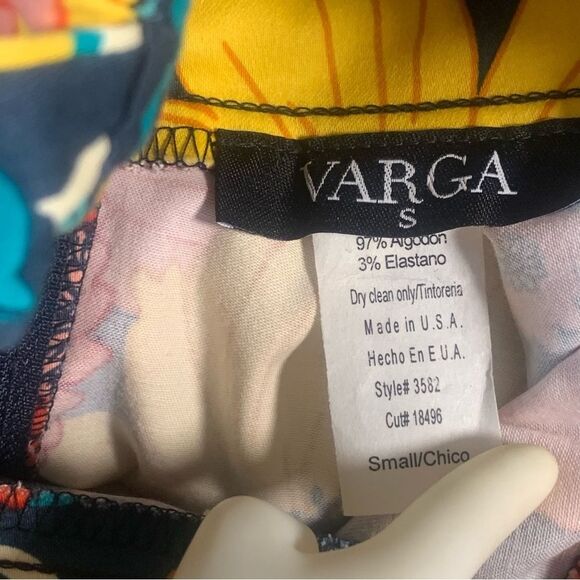 VARGA
S
97% Algodon
3% Elastano
Dry clean only/Tintoreria
Made in U.S.A.
Hecho En E U.A.
Style# 3582
Cut# 18496
Small/Chico